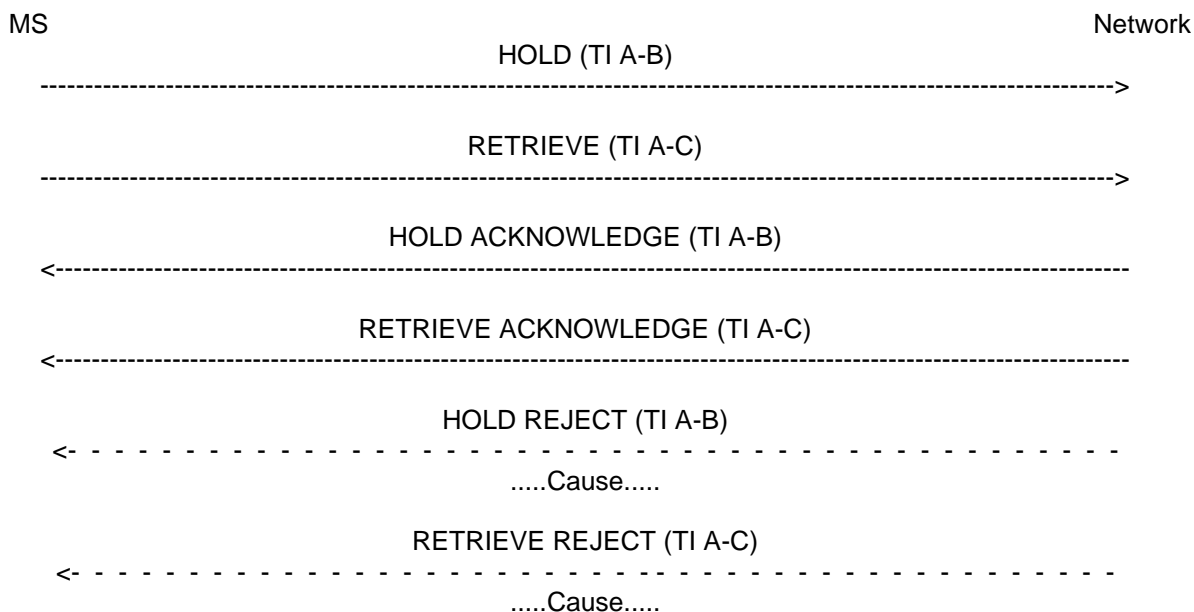 MS Network
HOLD (TI A-B)
------------------------------------------------------------------------------------------------------------------------>
RETRIEVE (TI A-C)
------------------------------------------------------------------------------------------------------------------------>
HOLD ACKNOWLEDGE (TI A-B)
<------------------------------------------------------------------------------------------------------------------------
RETRIEVE ACKNOWLEDGE (TI A-C)
<------------------------------------------------------------------------------------------------------------------------
HOLD REJECT (TI A-B)
<- - - - - - - - - - - - - - - - - - - - - - - - - - - - - - - - - - - - - - - - - - - - -
.....Cause.....
RETRIEVE REJECT (TI A-C)
<- - - - - - - - - - - - - - - - - - - - - - - - -- - - - - - - - - - - - - - - - - - - -
.....Cause.....